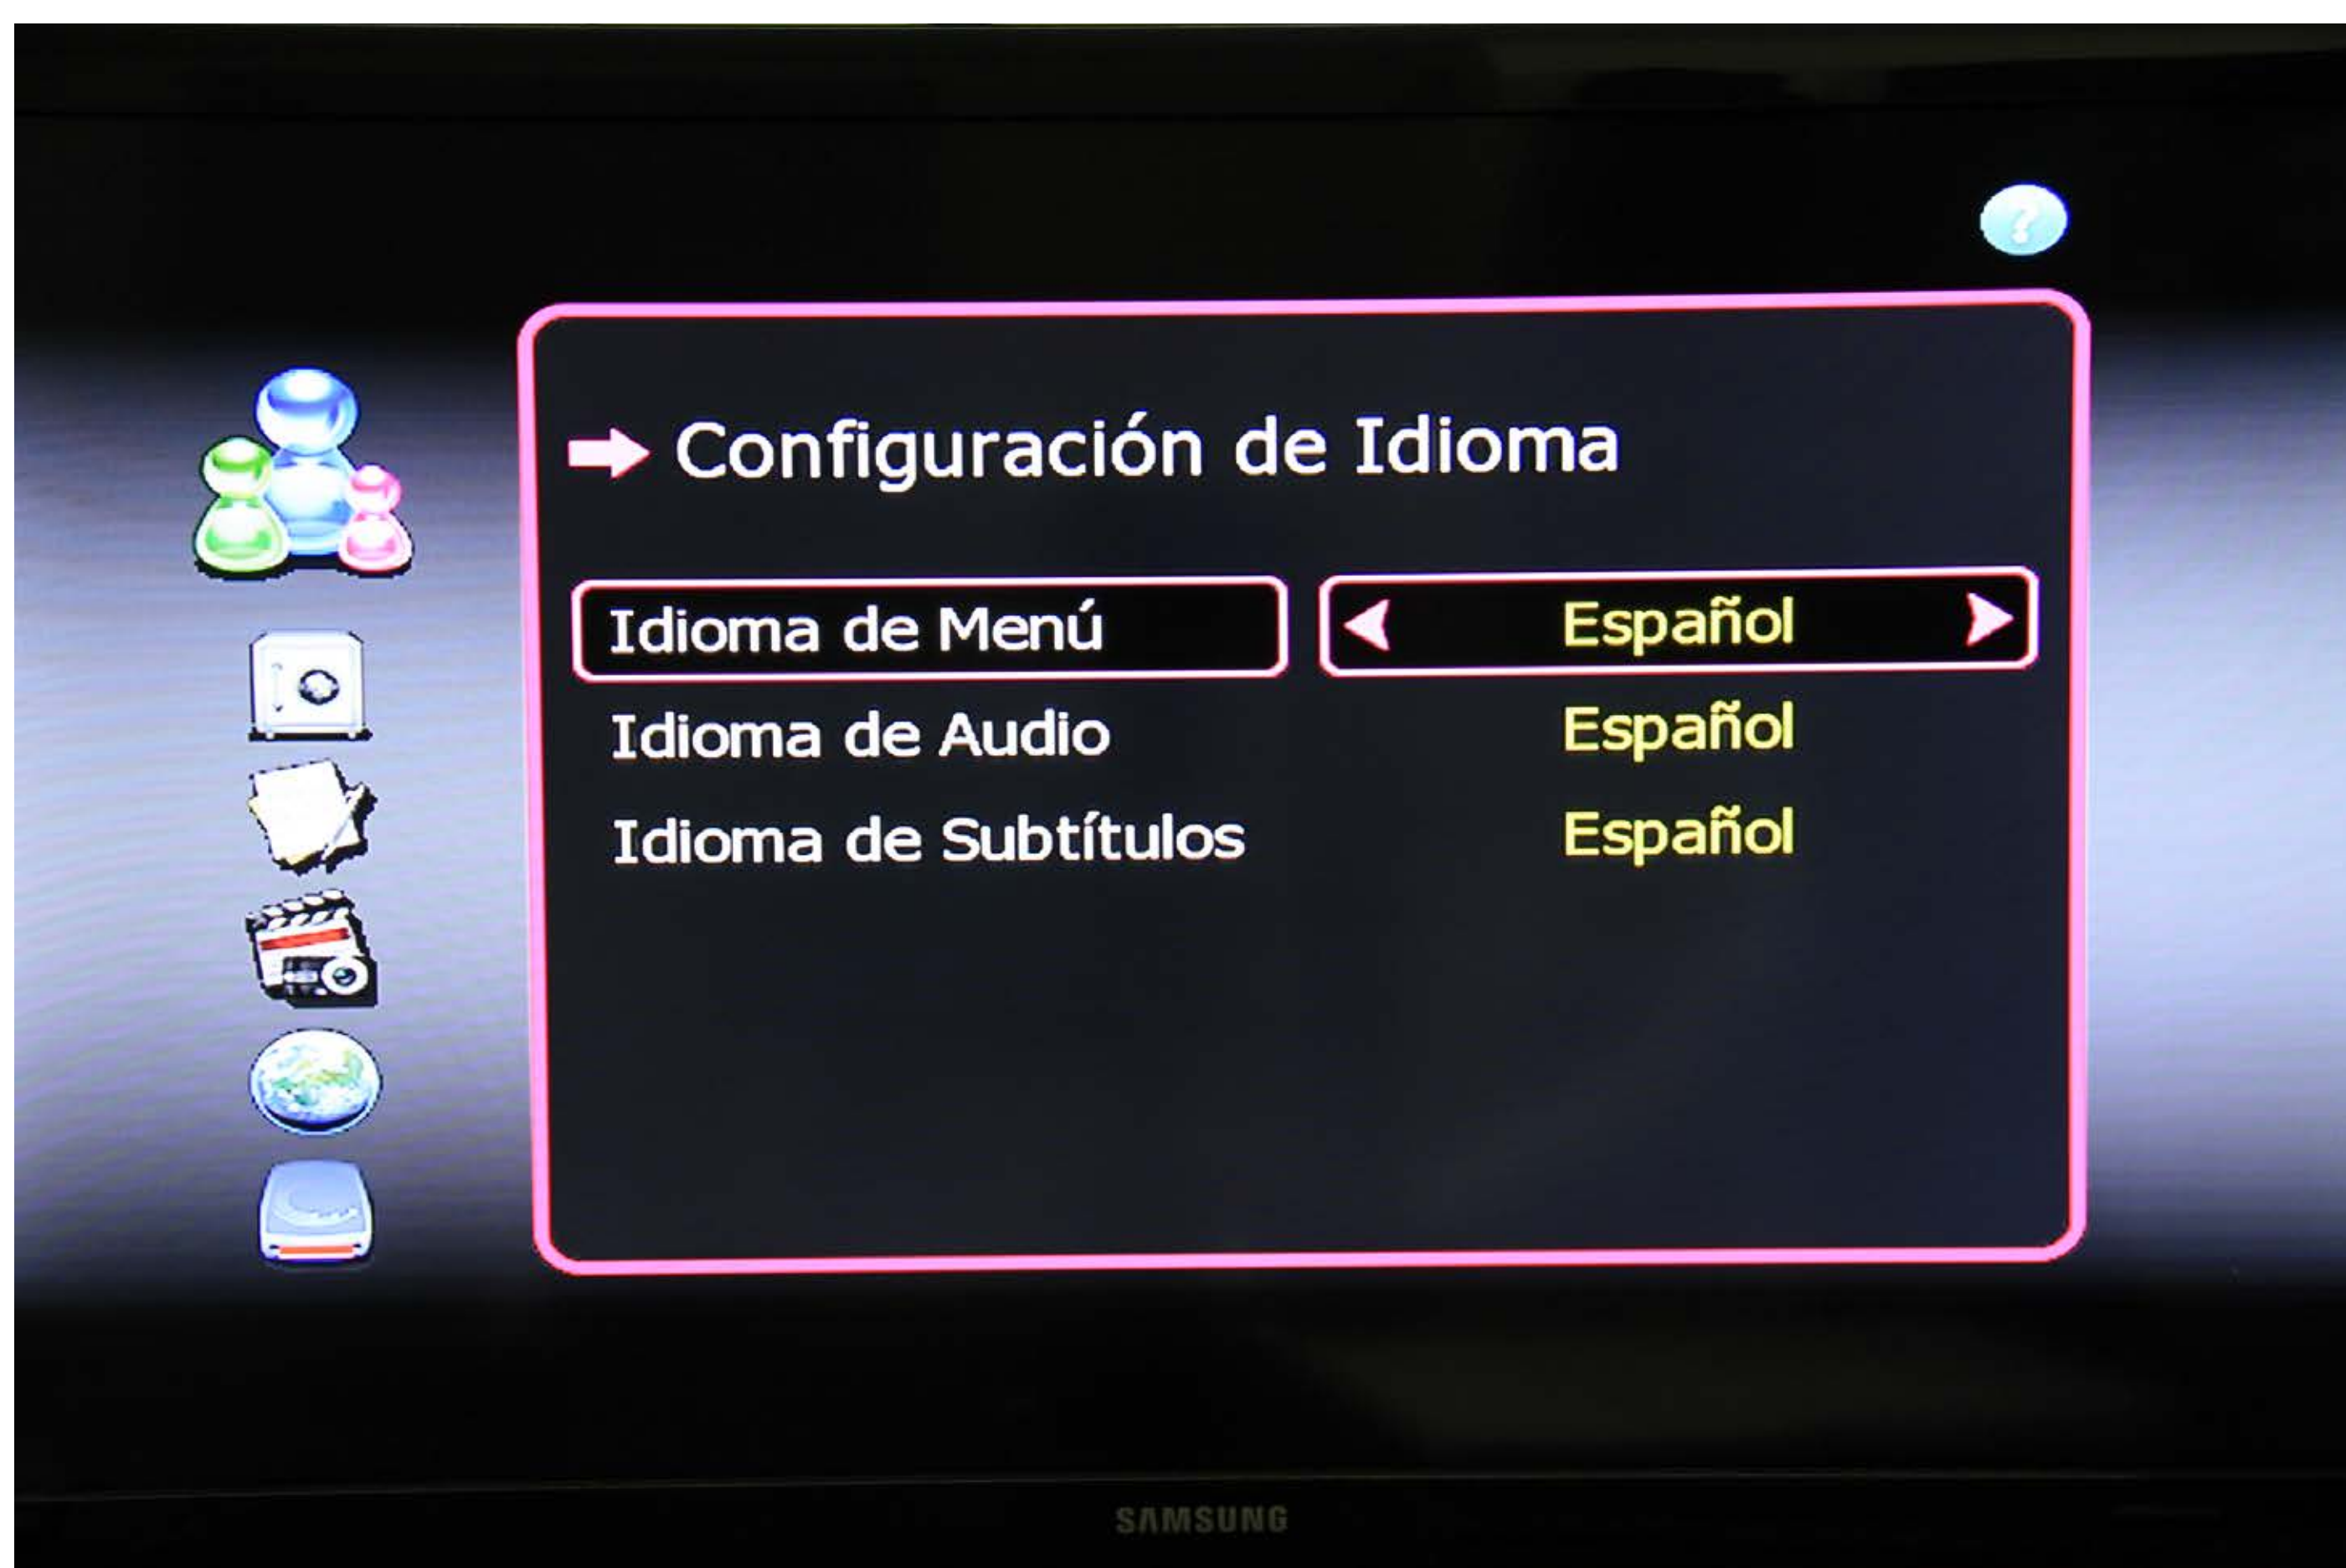 ?
Configuración de Idioma
Idioma de Menú Español
Idioma de Audio Español
Idioma de Subtítulos Español
SAMSUNG